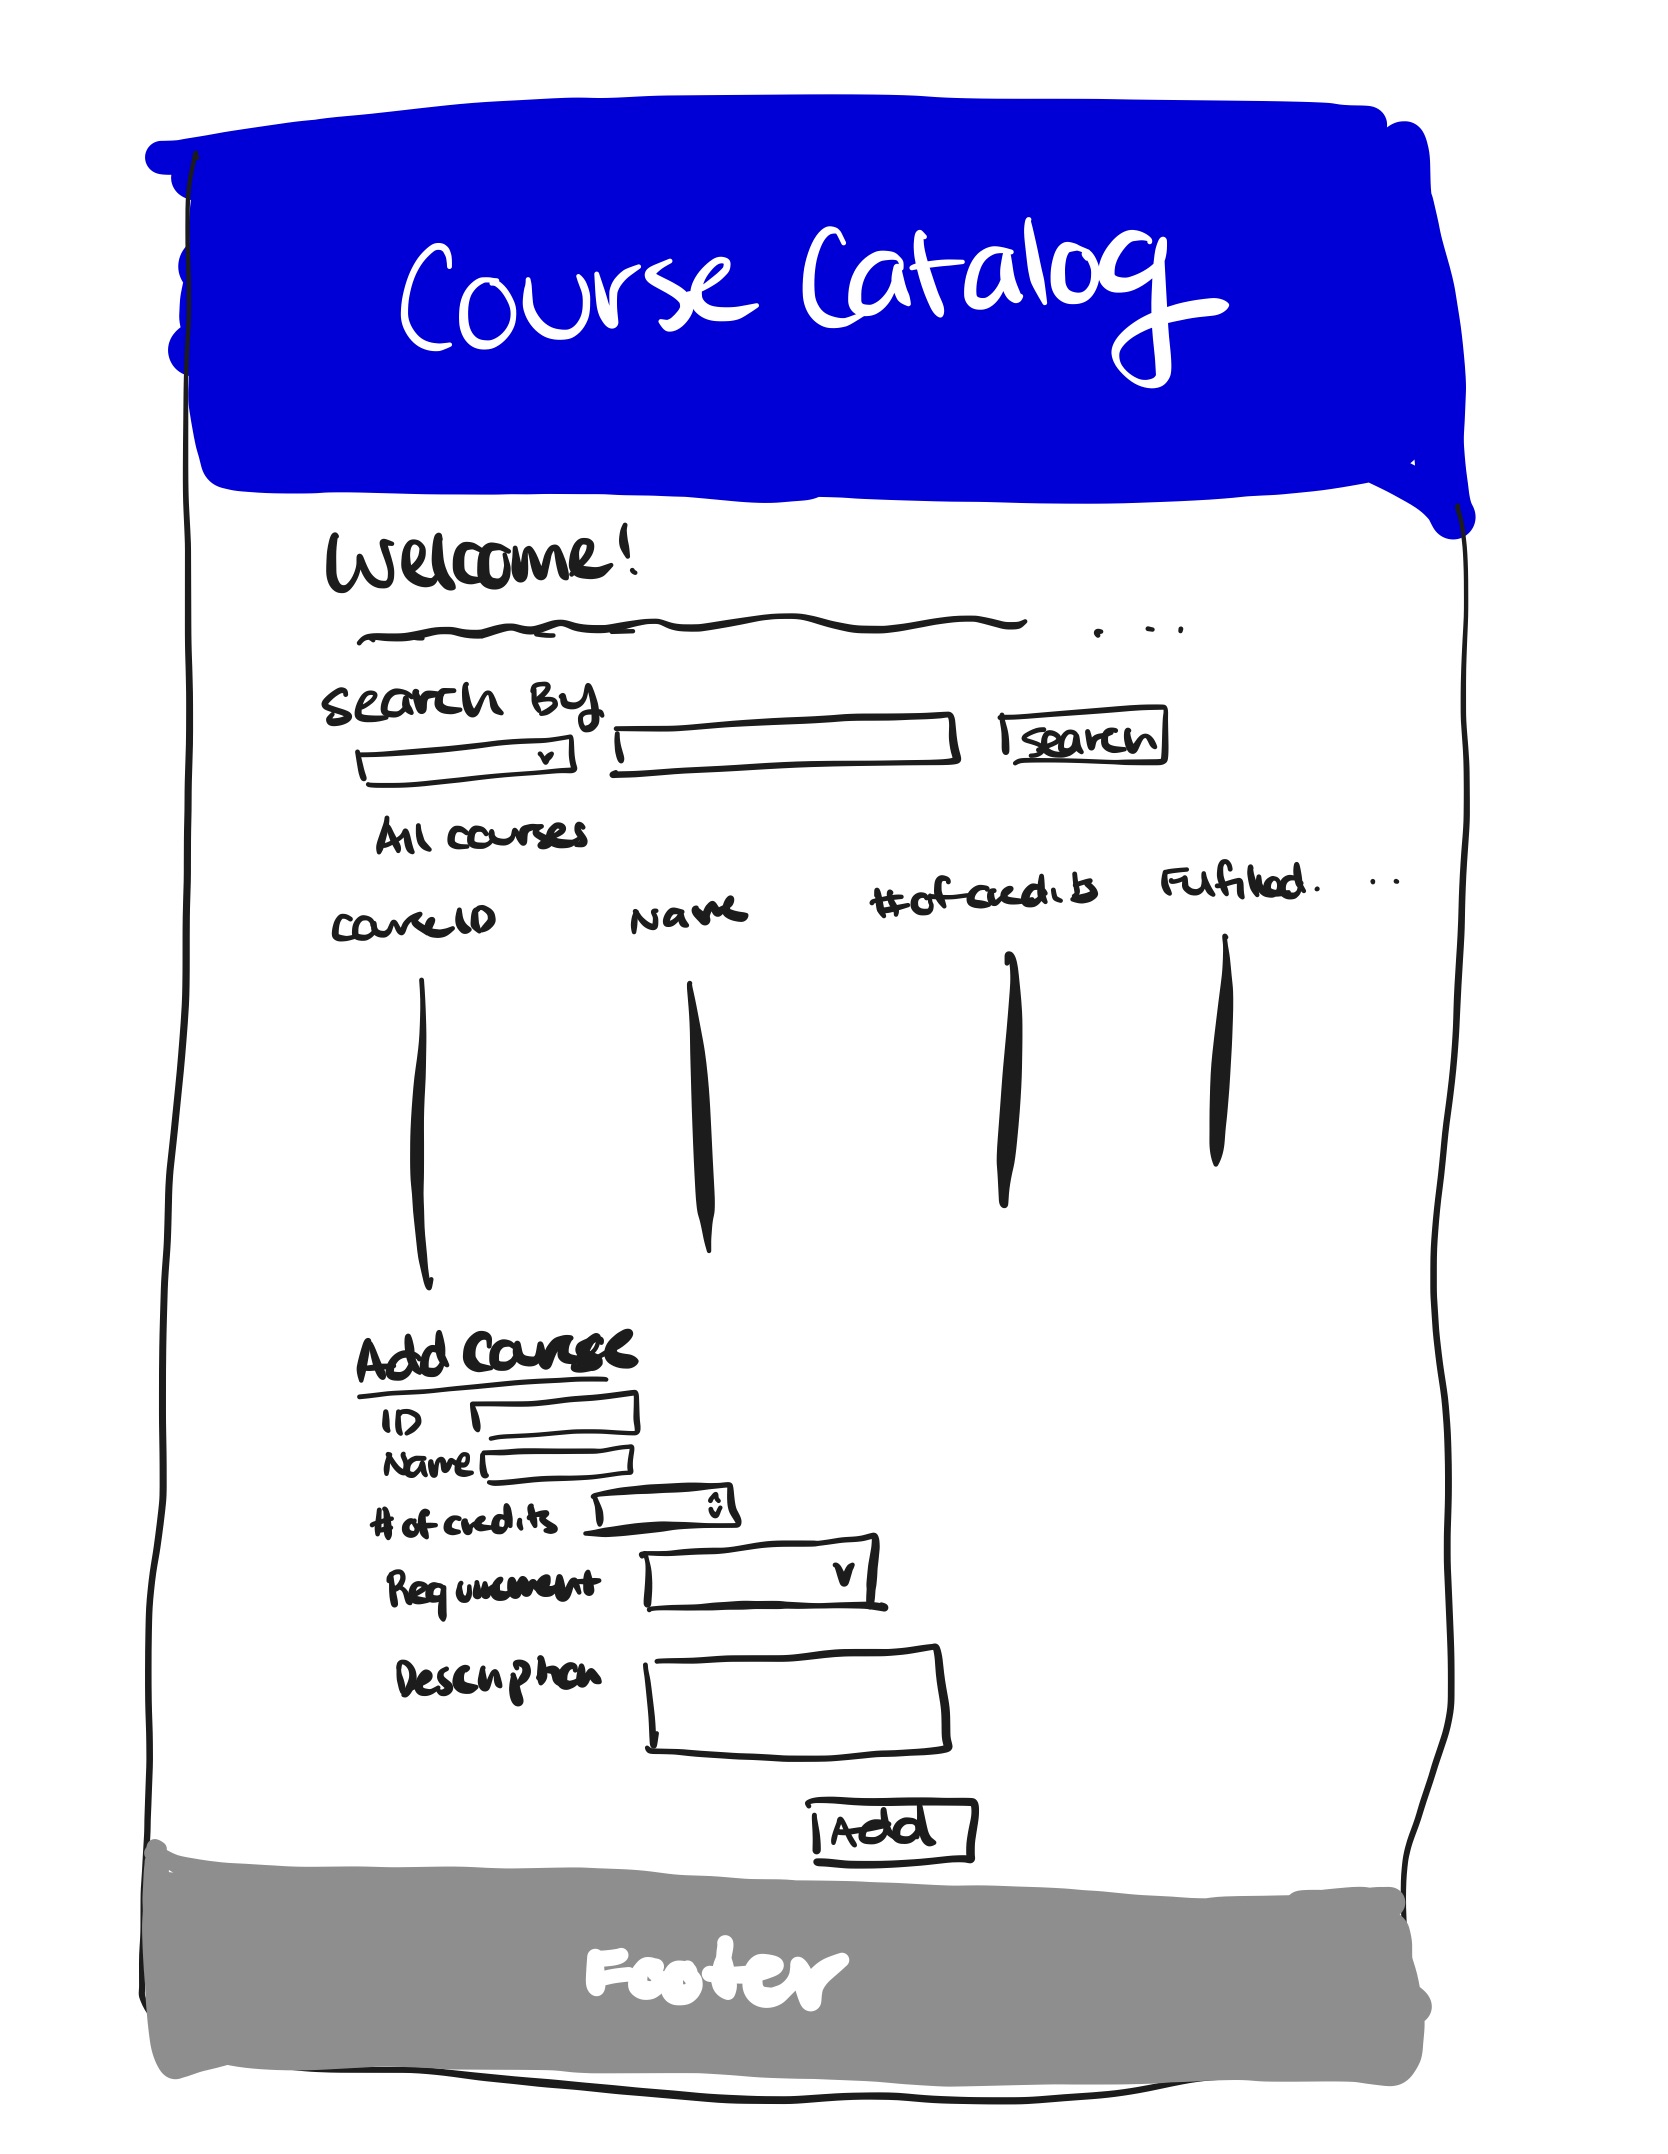 Course Catalog
Welcome!
Search By
Search
All courses
course ID Name # of credits Fulfilled. ..
Add Course
ID
Name
# of credits
Requirement
Description
Add
Footer